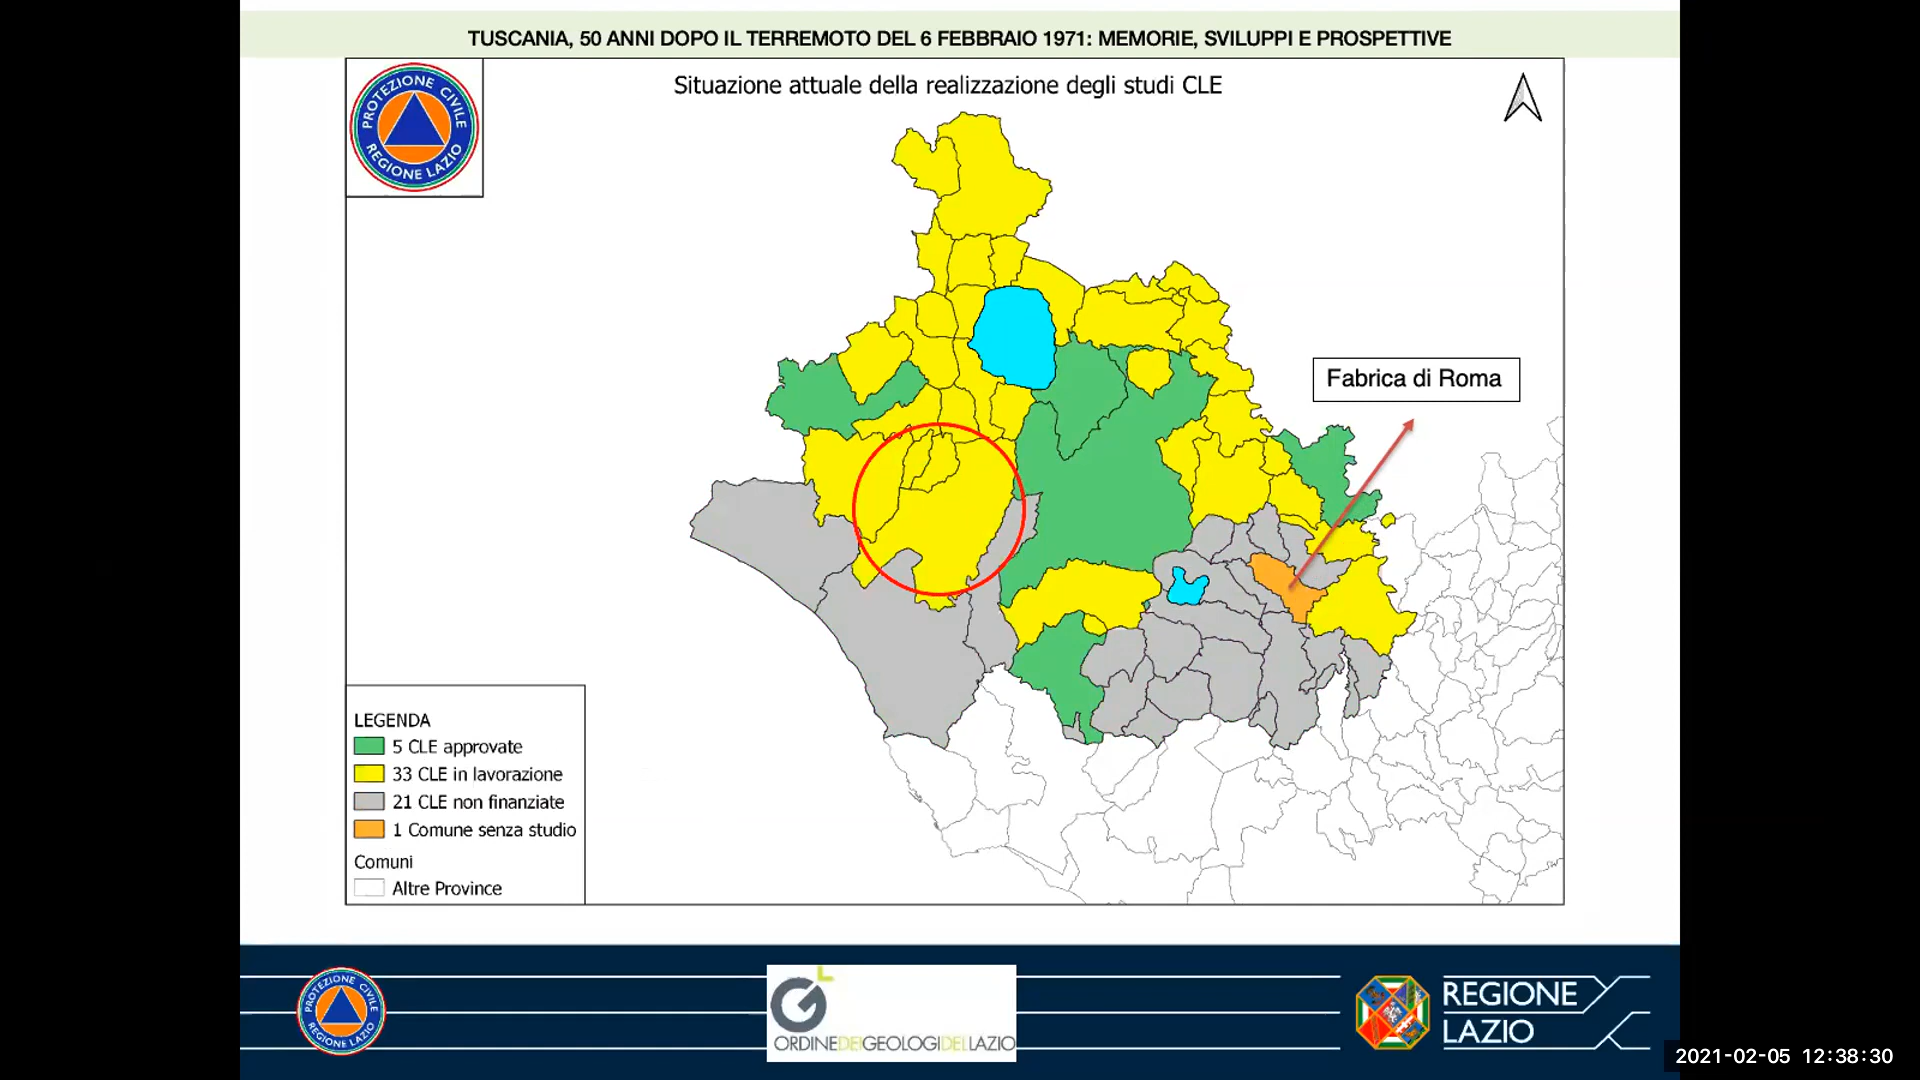 TUSCANIA, 50 ANNI DOPO IL TERREMOTO DEL 6 FEBBRAIO 1971: MEMORIE, SVILUPPI E PROSPETTIVE
PROTEZIONE CIVILE
REGIONE LAZIO
Situazione attuale della realizzazione degli studi CLE
Fabrica di Roma
LEGENDA
5 CLE approvate
33 CLE in lavorazione
21 CLE non finanziate
1 Comune senza studio
Comuni
Altre Province
PROTEZIONE CIVILE
REGIONE LAZIO
ORDINEDEIGEOLOGIDELLAZIO
REGIONE
LAZIO
2021-02-05 12:38:30